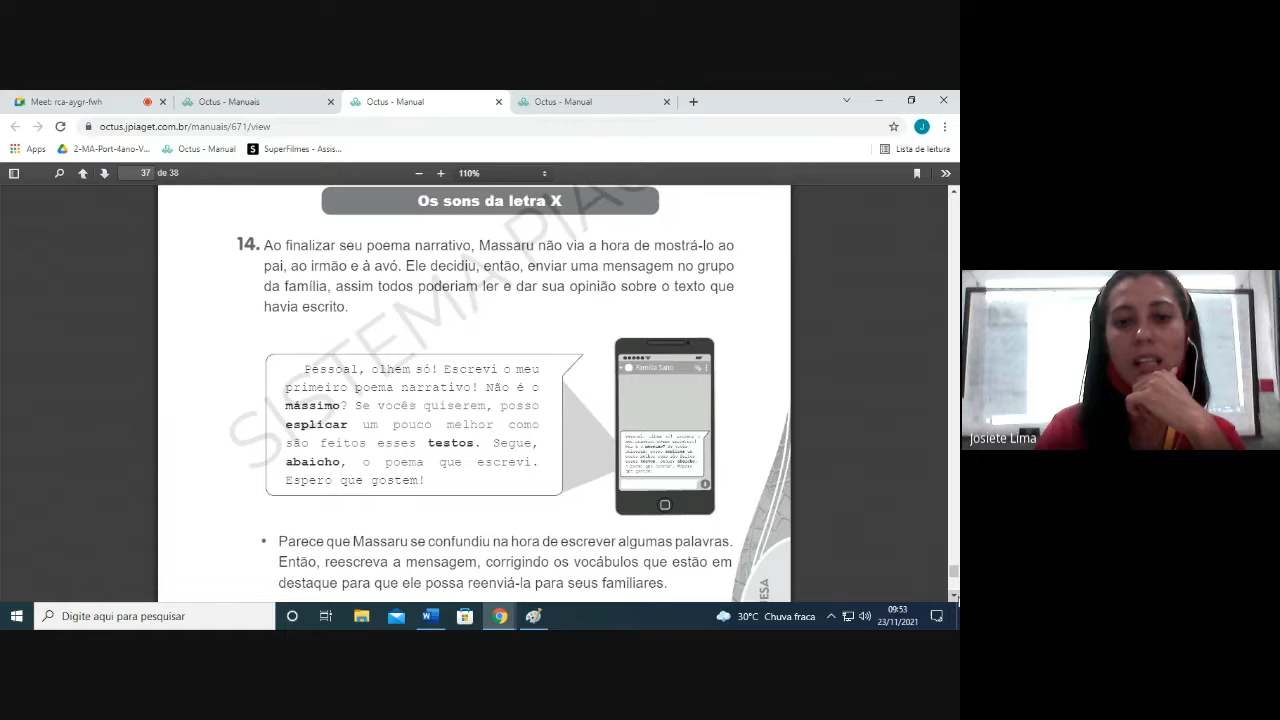 Meet: rca-aygr-fwh
Octus - Manuais
Octus - Manual
Octus - Manual
octus.jpiaget.com.br/manuais/671/view
Apps
2-MA-Port-4ano-V...
Octus - Manual
SuperFilmes - Assis...
Lista de leitura
37 de 38
110%
SISTEMA PIAGE
Os sons da letra X
14. Ao finalizar seu poema narrativo, Massaru não via a hora de mostrá-lo ao
pai, ao irmão e à avó. Ele decidiu, então, enviar uma mensagem no grupo
da família, assim todos poderiam ler e dar sua opinião sobre o texto que
havia escrito.
Pessoal, olhem só! Escrevi o meu
primeiro poema narrativo! Não é o
mássimo? Se vocês quiserem, posso
esplicar um pouco melhor como
são feitos esses testos. Segue,
abaicho, o poema que escrevi.
Espero que gostem!
Família Saito
• Parece que Massaru se confundiu na hora de escrever algumas palavras.
Então, reescreva a mensagem, corrigindo os vocábulos que estão em
destaque para que ele possa reenviá-la para seus familiares.
ESA
Josiete Lima
Digite aqui para pesquisar
30°C Chuva fraca
09:53
23/11/2021